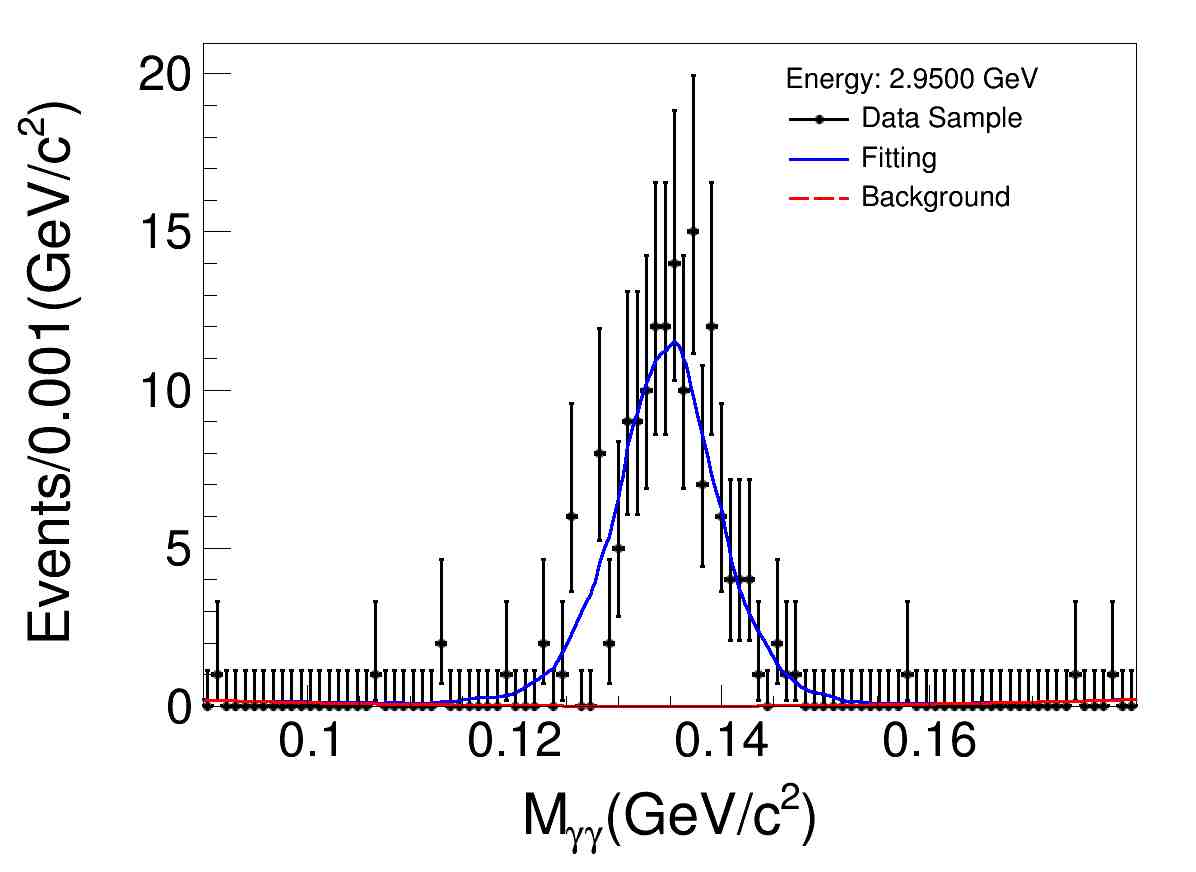 Events/0.001(GeV/c²)
20
15
10
5
0
Energy: 2.9500 GeV
Data Sample
Fitting
Background
0.1 0.12 0.14 0.16
Mγγ(GeV/c²)